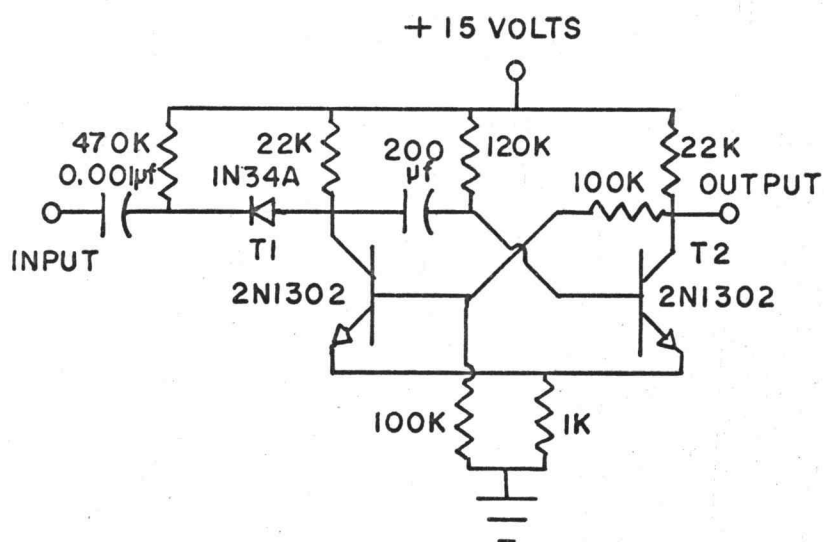 + 15 VOLTS
470K
22K
200
µf
120K
22K
0.001µf
1N34A
100K
OUTPUT
INPUT
T1
T2
2N1302
2N1302
100K
1K